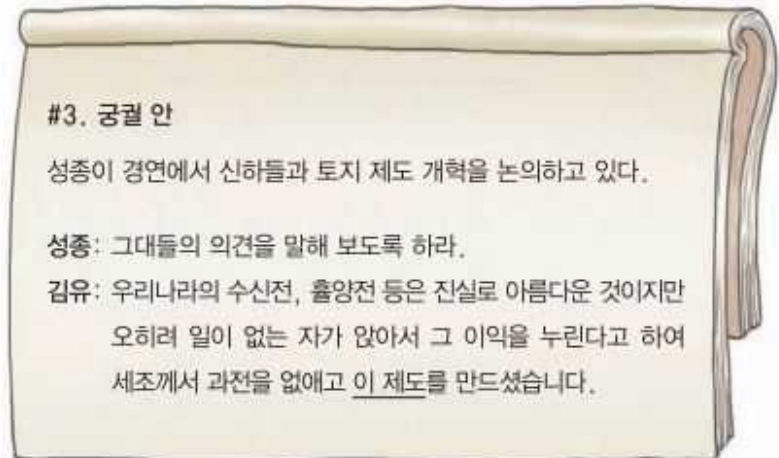 #3. 궁궐 안
성종이 경연에서 신하들과 토지 제도 개혁을 논의하고 있다.
성종: 그대들의 의견을 말해 보도록 하라.
김유: 우리나라의 수신전, 휼양전 등은 진실로 아름다운 것이지만
오히려 일이 없는 자가 앉아서 그 이익을 누린다고 하여
세조께서 과전을 없애고 이 제도를 만드셨습니다.